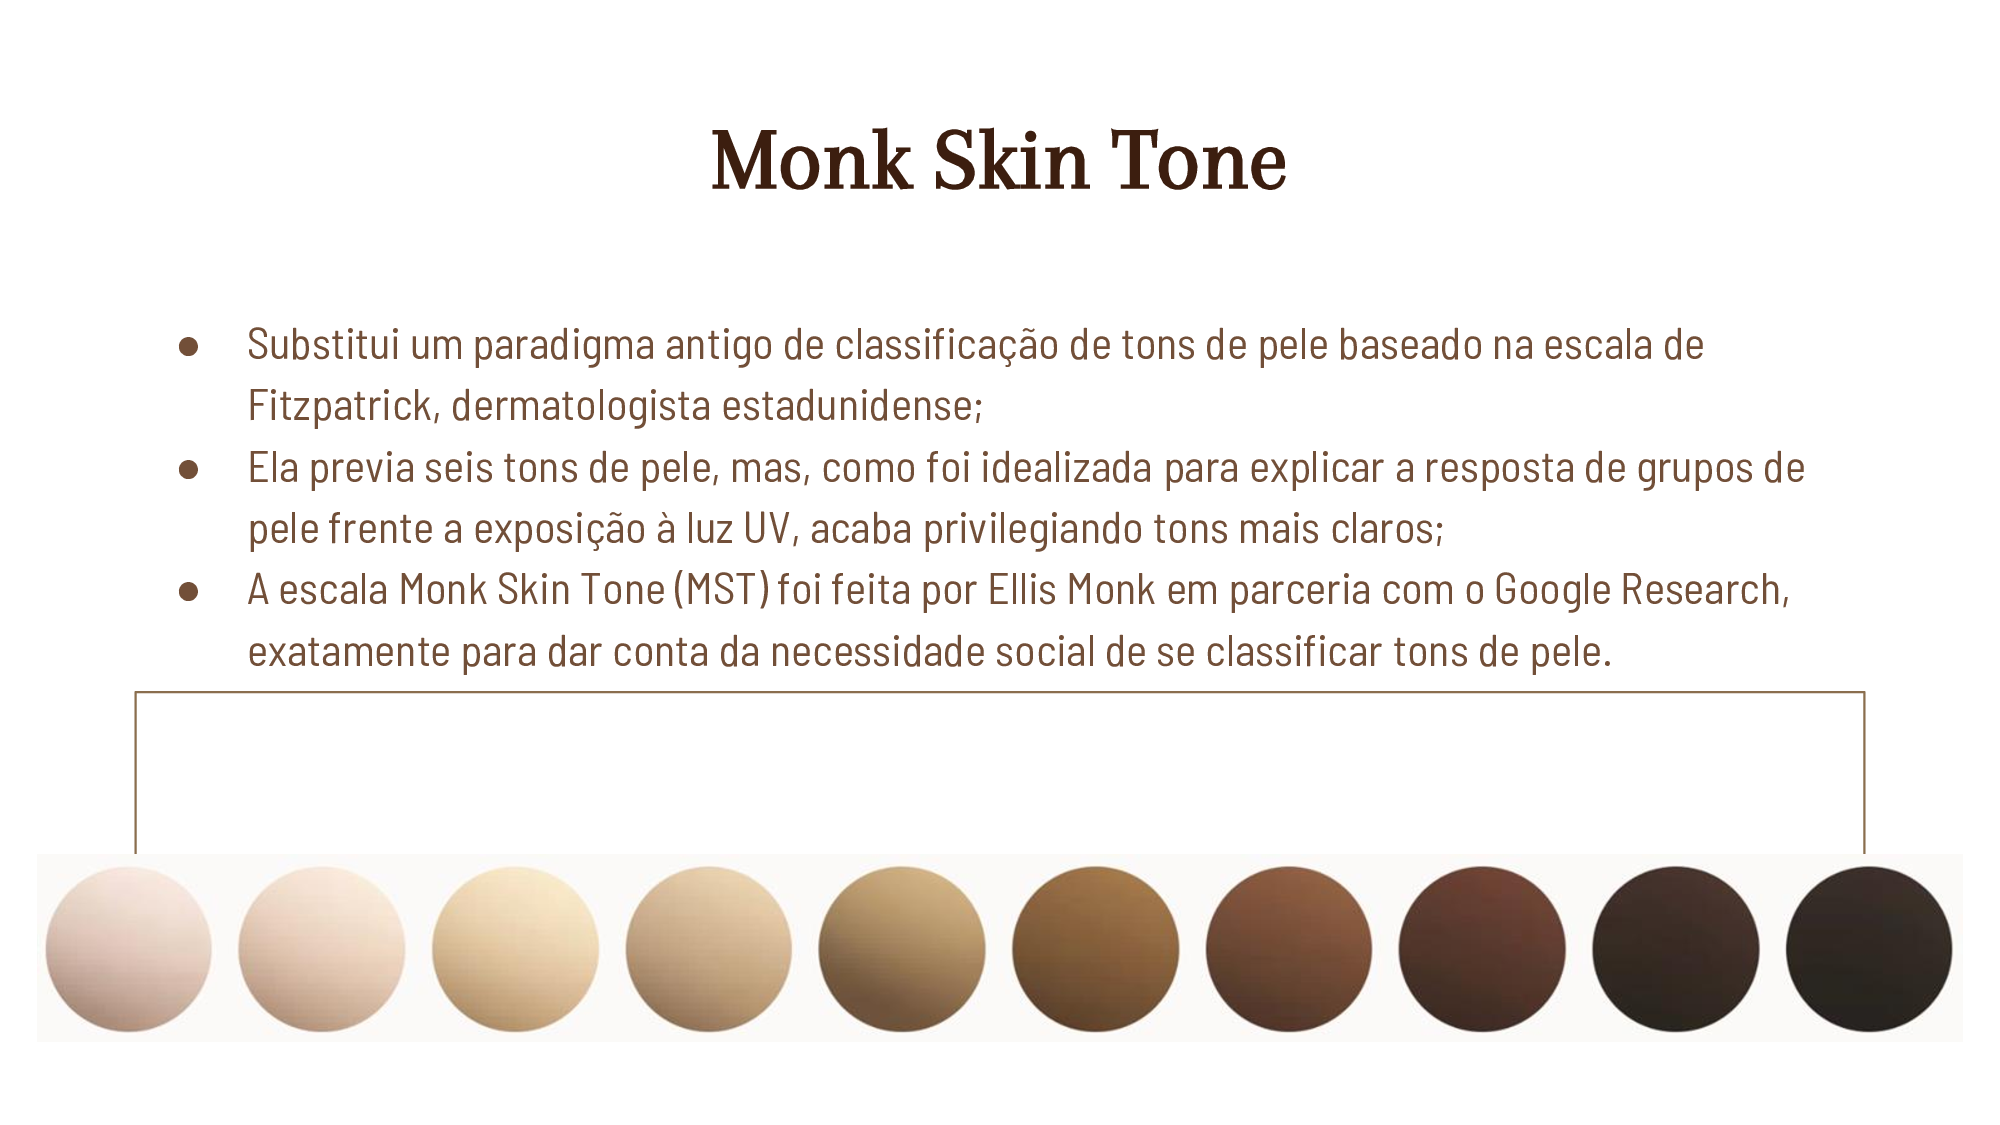 Monk Skin Tone
● Substitui um paradigma antigo de classificação de tons de pele baseado na escala de
Fitzpatrick, dermatologista estadunidense;
● Ela previa seis tons de pele, mas, como foi idealizada para explicar a resposta de grupos de
pele frente a exposição à luz UV, acaba privilegiando tons mais claros;
● A escala Monk Skin Tone (MST) foi feita por Ellis Monk em parceria com o Google Research,
exatamente para dar conta da necessidade social de se classificar tons de pele.